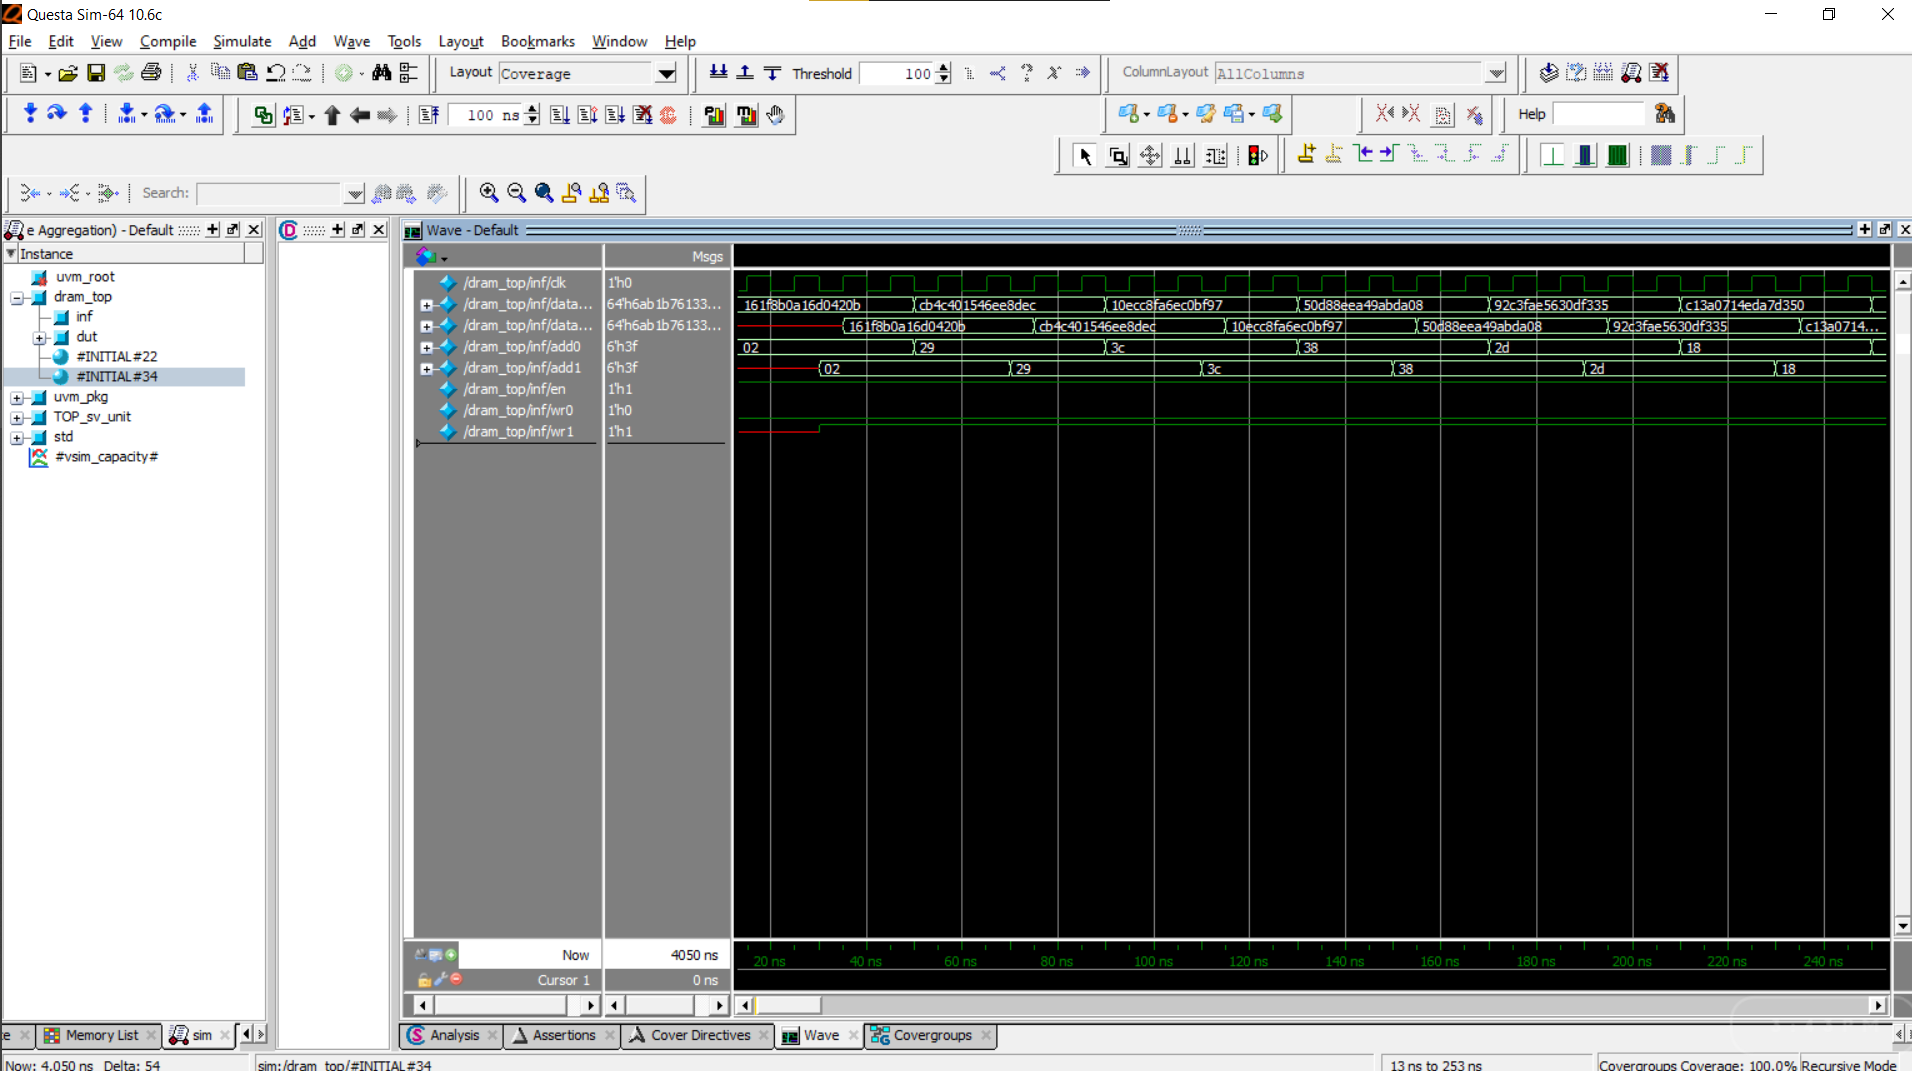 Questa Sim-64 10.6c
File Edit View Compile Simulate Add Wave Tools Layout Bookmarks Window Help
Layout Coverage Threshold 100 ColumnLayout AllColumns
100 ns Help
Search:
e Aggregation) - Default
Wave - Default
Instance
Msgs
uvm_root
dram_top
inf
dut
#INITIAL#22
#INITIAL#34
uvm_pkg
TOP_sv_unit
std
#vsim_capacity#
/dram_top/inf/clk 1'h0
/dram_top/inf/data... 64'h6ab1b76133... 161f8b0a16d0420b cb4c401546ee8dec 10ecc8fa6ec0bf97 50d88eea49abda08 92c3fae5630df335 c13a0714eda7d350
/dram_top/inf/data... 64'h6ab1b76133... 161f8b0a16d0420b cb4c401546ee8dec 10ecc8fa6ec0bf97 50d88eea49abda08 92c3fae5630df335 c13a0714...
/dram_top/inf/add0 6'h3f 02 29 3c 38 2d 18
/dram_top/inf/add1 6'h3f 02 29 3c 38 2d 18
/dram_top/inf/en 1'h1
/dram_top/inf/wr0 1'h0
/dram_top/inf/wr1 1'h1
Now 4050 ns
20 ns 40 ns 60 ns 80 ns 100 ns 120 ns 140 ns 160 ns 180 ns 200 ns 220 ns 240 ns
Cursor 1 0 ns
ce Memory List sim Analysis Assertions Cover Directives Wave Covergroups
Now: 4,050 ns Delta: 54 sim:/dram_top/#INITIAL#34 13 ns to 253 ns Covergroups Coverage: 100.0% Recursive Mode